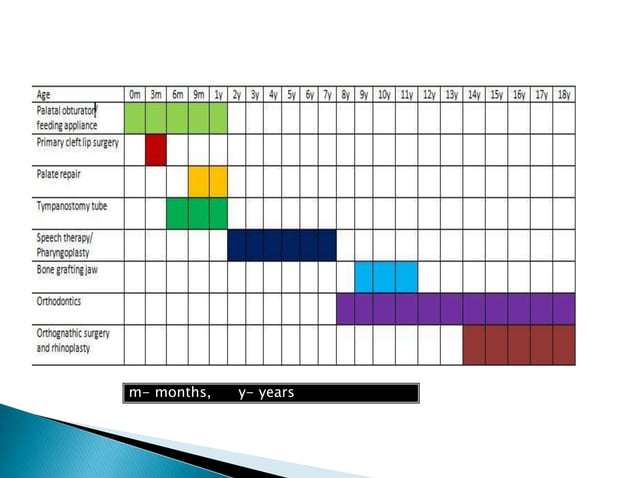 Age 0m 3m 6m 9m 1y 2y 3y 4y 5y 6y 7y 8y 9y 10y 11y 12y 13y 14y 15y 16y 17y 18y
Palatal obturator/
feeding appliance
Primary cleft lip surgery
Palate repair
Tympanostomy tube
Speech therapy/
Pharyngoplasty
Bone grafting jaw
Orthodontics
Orthognathic surgery
and rhinoplasty
m- months, y- years